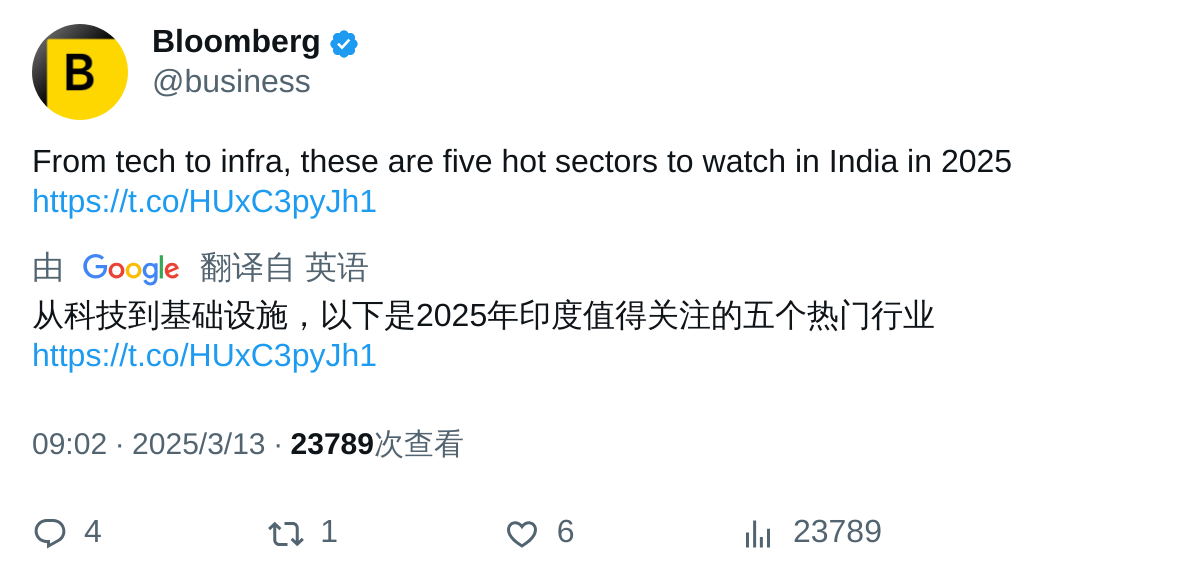 B
Bloomberg
@business
From tech to infra, these are five hot sectors to watch in India in 2025
https://t.co/HUxC3pyJh1
由 Google 翻译自 英语
从科技到基础设施，以下是2025年印度值得关注的五个热门行业
https://t.co/HUxC3pyJh1
09:02 · 2025/3/13 · 23789次查看
4 1 6 23789